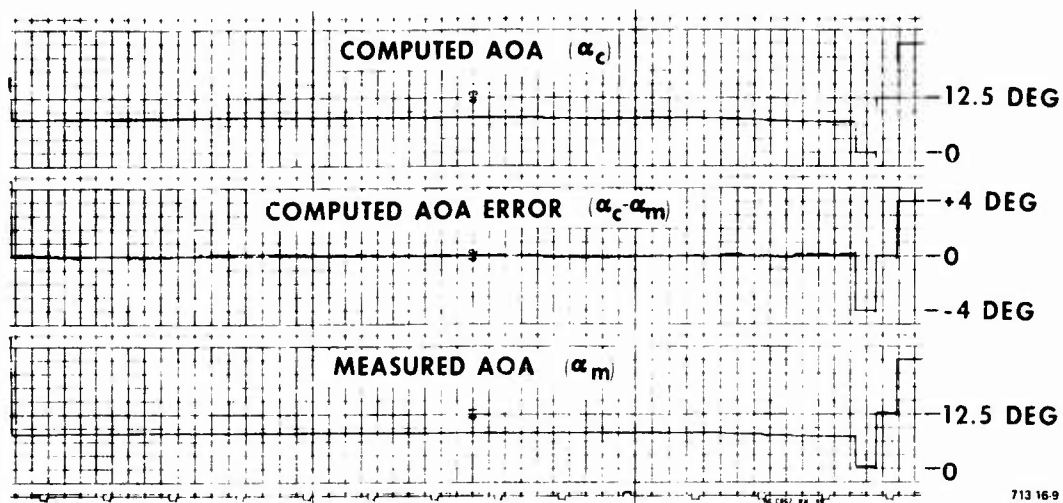 COMPUTED AOA (αc)
-12.5 DEG
-0
COMPUTED AOA ERROR (αc-αm)
-+4 DEG
-0
--4 DEG
MEASURED AOA (αm)
-12.5 DEG
-0
713 16-9